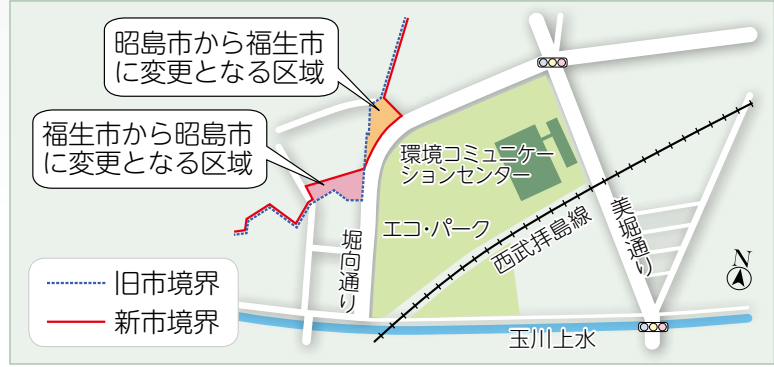 昭島市から福生市
に変更となる区域
福生市から昭島市
に変更となる区域
環境コミュニケー
ションセンター
エコ・パーク
西武拝島線
美堀通り
堀向通り
N
旧市境界
新市境界
玉川上水